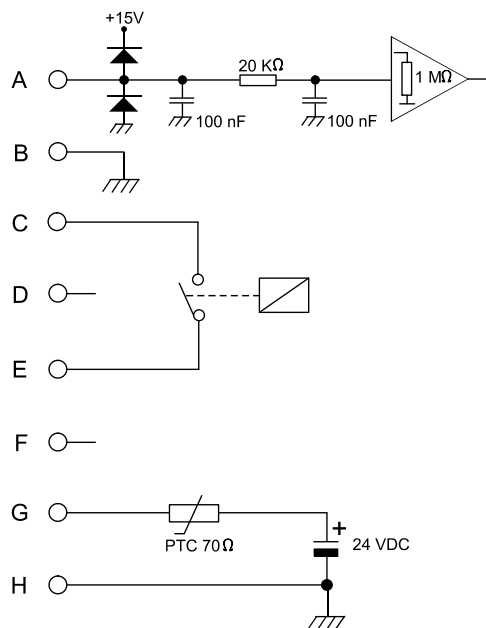 +15V
A
20 KΩ
1 MΩ
100 nF
100 nF
B
C
D
E
F
G
PTC 70Ω
+
24 VDC
H